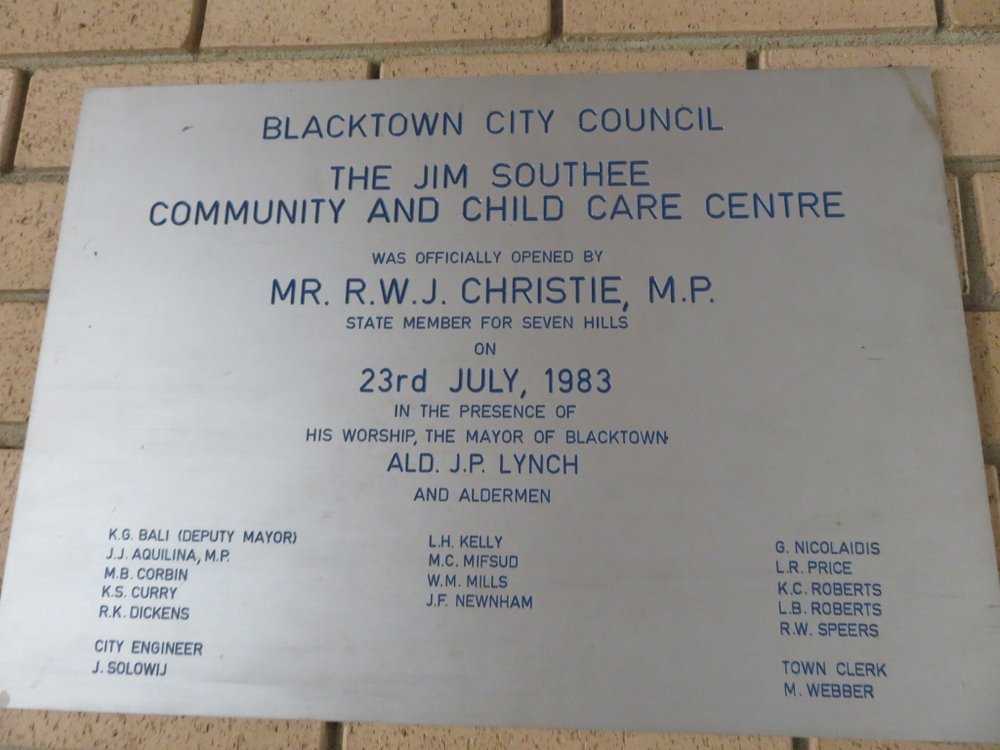 BLACKTOWN CITY COUNCIL
THE JIM SOUTHEE
COMMUNITY AND CHILD CARE CENTRE
WAS OFFICIALLY OPENED BY
MR. R.W.J. CHRISTIE, M.P.
STATE MEMBER FOR SEVEN HILLS
ON
23rd JULY, 1983
IN THE PRESENCE OF
HIS WORSHIP, THE MAYOR OF BLACKTOWN
ALD. J.P. LYNCH
AND ALDERMEN
K.G. BALI (DEPUTY MAYOR)
J.J. AQUILINA, M.P.
M.B. CORBIN
K.S. CURRY
R.K. DICKENS
CITY ENGINEER
J. SOLOWIJ
L.H. KELLY
M.C. MIFSUD
W.M. MILLS
J.F. NEWNHAM
G. NICOLAIDIS
L.R. PRICE
K.C. ROBERTS
L.B. ROBERTS
R.W. SPEERS
TOWN CLERK
M. WEBBER